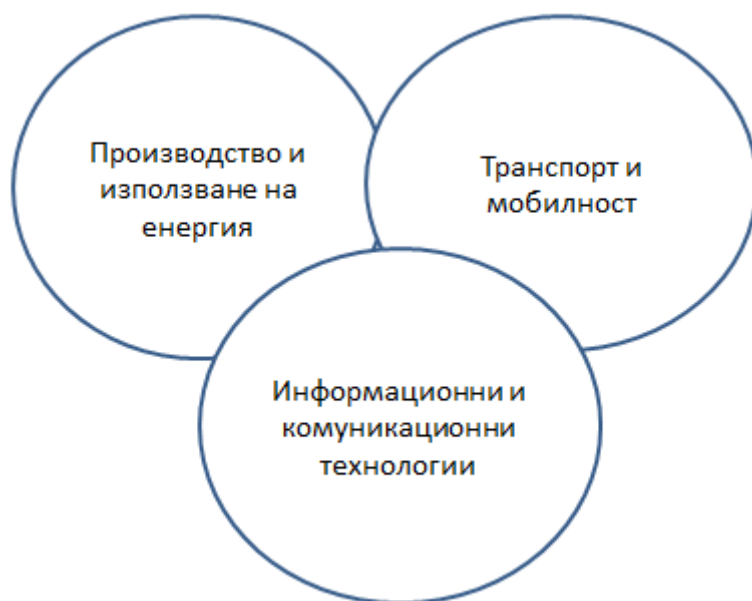 Производство и
използване на
енергия
Транспорт и
мобилност
Информационни и
комуникационни
технологии